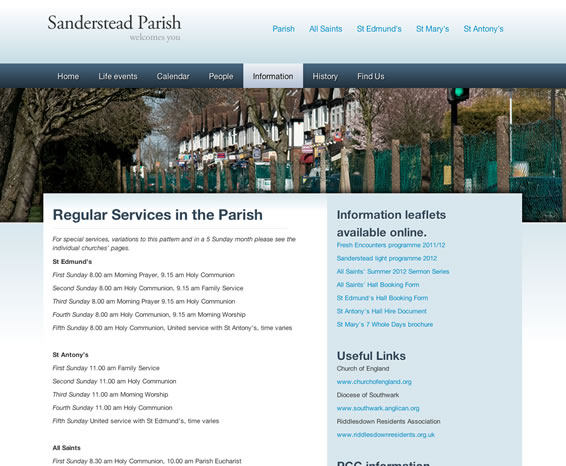 Sanderstead Parish
welcomes you
Parish All Saints St Edmund's St Mary's St Antony's
Home Life events Calendar People Information History Find Us
Regular Services in the Parish
For special services, variations to this pattern and in a 5 Sunday month please see the
individual churches' pages.
St Edmund's
First Sunday 8.00 am Morning Prayer, 9.15 am Holy Communion
Second Sunday 8.00 am Holy Communion, 9.15 am Family Service
Third Sunday 8.00 am Morning Prayer 9.15 am Holy Communion
Fourth Sunday 8.00 am Holy Communion, 9.15 am Morning Worship
Fifth Sunday 8.00 am Holy Communion, United service with St Antony's, time varies
St Antony's
First Sunday 11.00 am Family Service
Second Sunday 11.00 am Holy Communion
Third Sunday 11.00 am Morning Worship
Fourth Sunday 11.00 am Holy Communion
Fifth Sunday United service with St Edmund's, time varies
All Saints
First Sunday 8.30 am Holy Communion, 10.00 am Parish Eucharist
Information leaflets
available online.
Fresh Encounters programme 2011/12
Sanderstead light programme 2012
All Saints' Summer 2012 Sermon Series
All Saints' Hall Booking Form
St Edmund's Hall Booking Form
St Antony's Hall Hire Document
St Mary's 7 Whole Days brochure
Useful Links
Church of England
www.churchofengland.org
Diocese of Southwark
www.southwark.anglican.org
Riddlesdown Residents Association
www.riddlesdownresidents.org.uk
PCC information